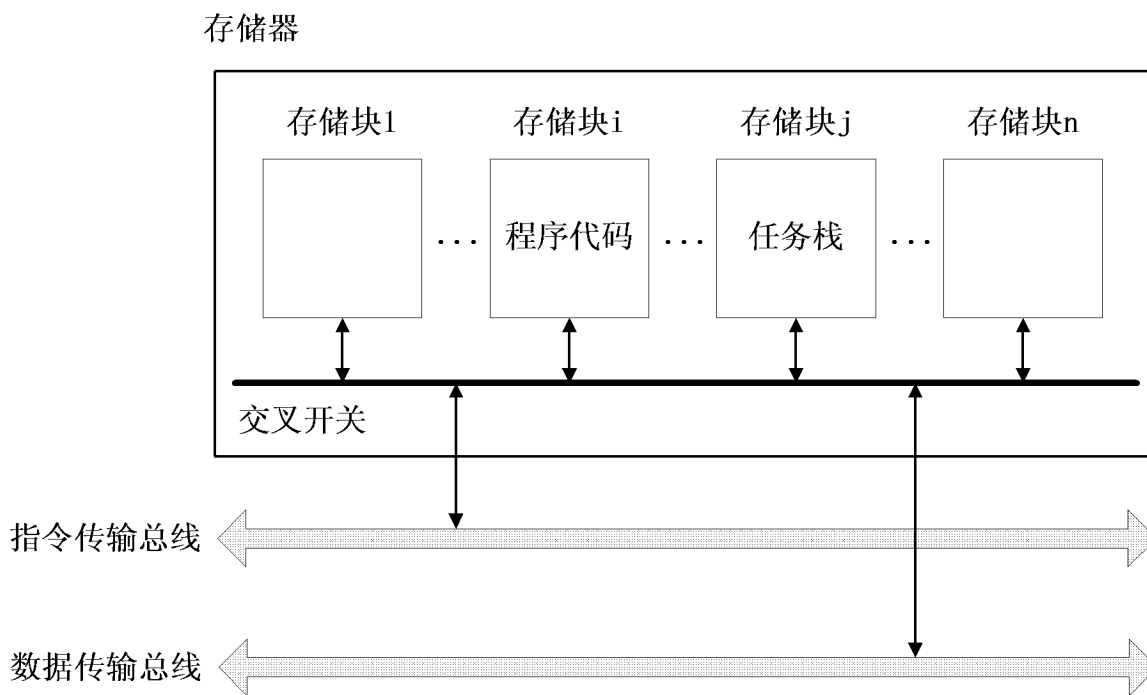 存储器
存储块1 存储块i 存储块j 存储块n
... 程序代码 ... 任务栈 ...
交叉开关
指令传输总线
数据传输总线